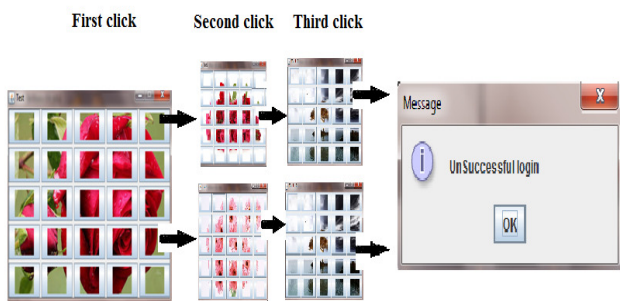 First click
Second click
Third click
Test
Message
x
UnSuccessful login
OK